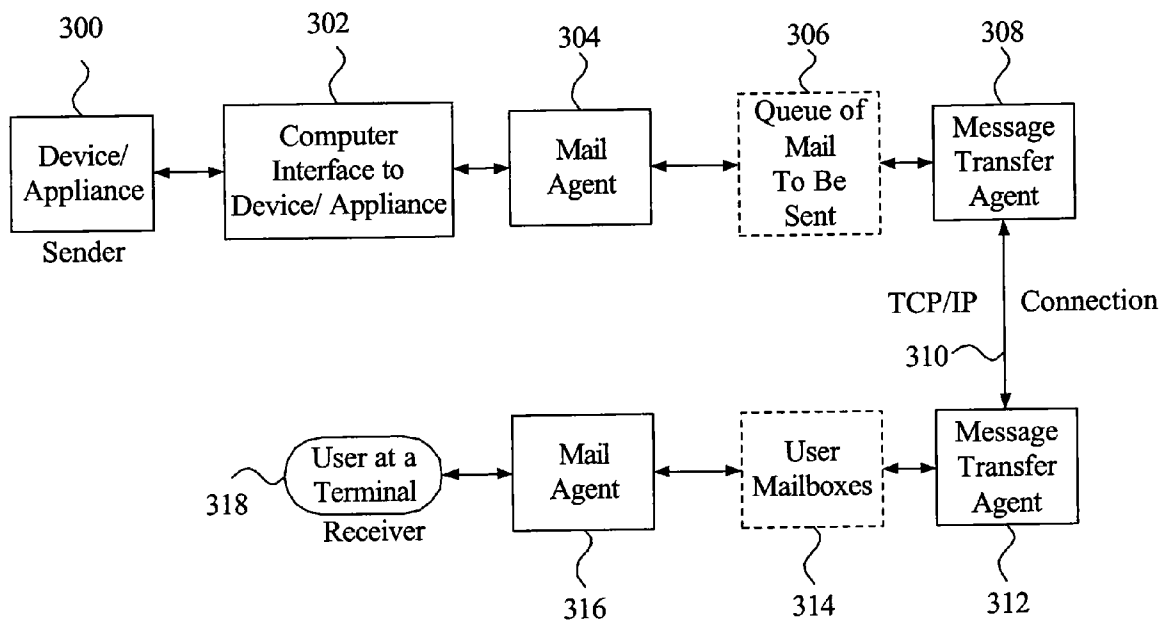 300
302
304
306
308
Device/
Appliance
Sender
Computer
Interface to
Device/ Appliance
Mail
Agent
Queue of
Mail
To Be
Sent
Message
Transfer
Agent
TCP/IP Connection
310
User at a
Terminal
Receiver
318
Mail
Agent
316
User
Mailboxes
314
Message
Transfer
Agent
312